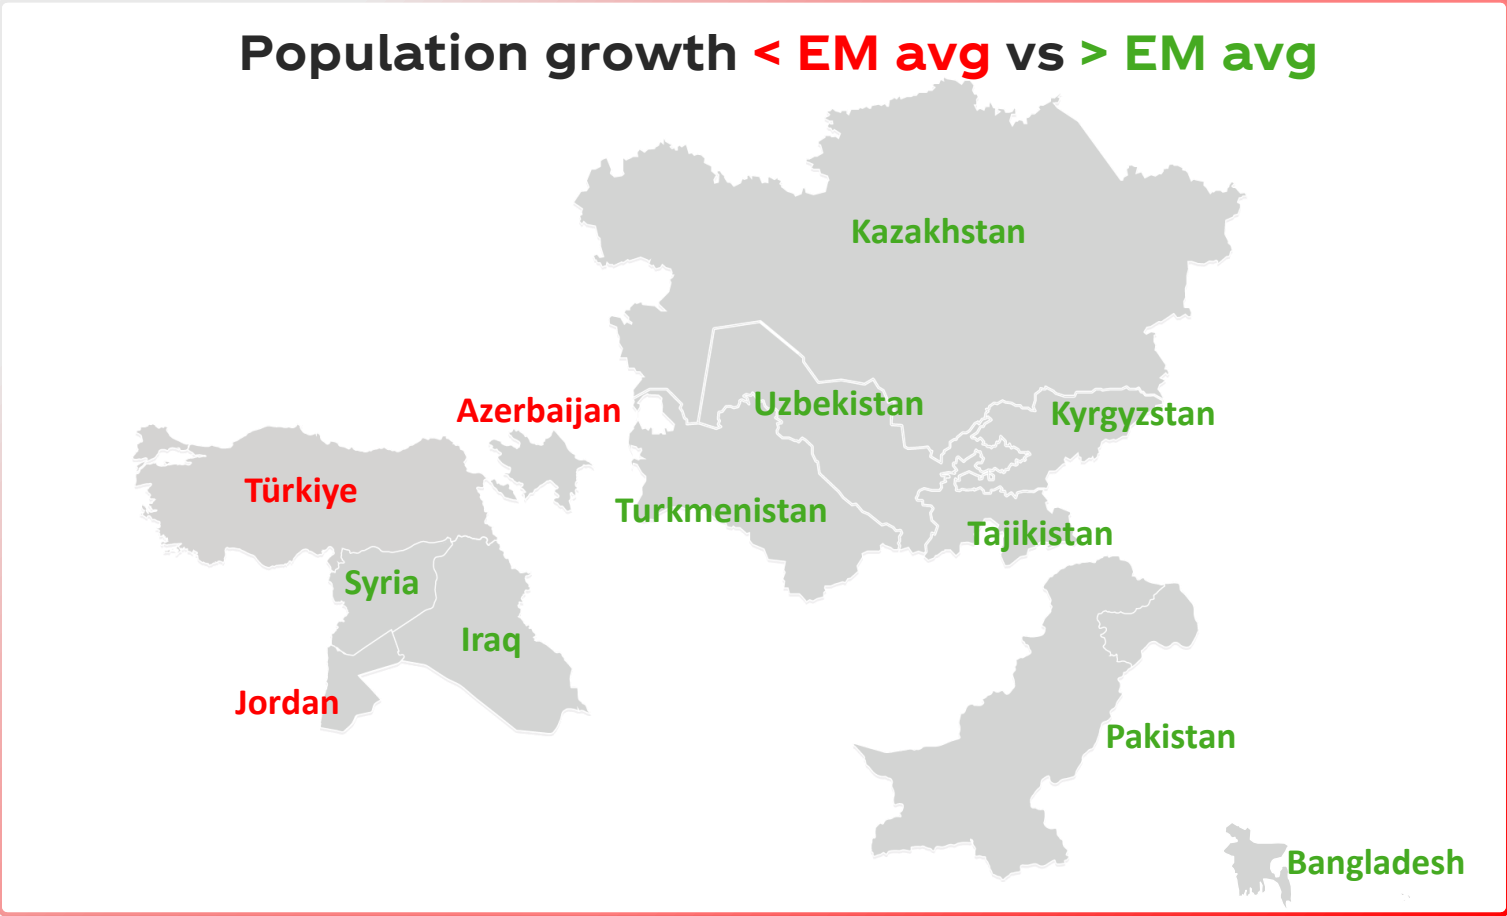 Population growth < EM avg vs > EM avg
Kazakhstan
Azerbaijan
Uzbekistan
Kyrgyzstan
Türkiye
Turkmenistan
Tajikistan
Syria
Iraq
Jordan
Pakistan
Bangladesh